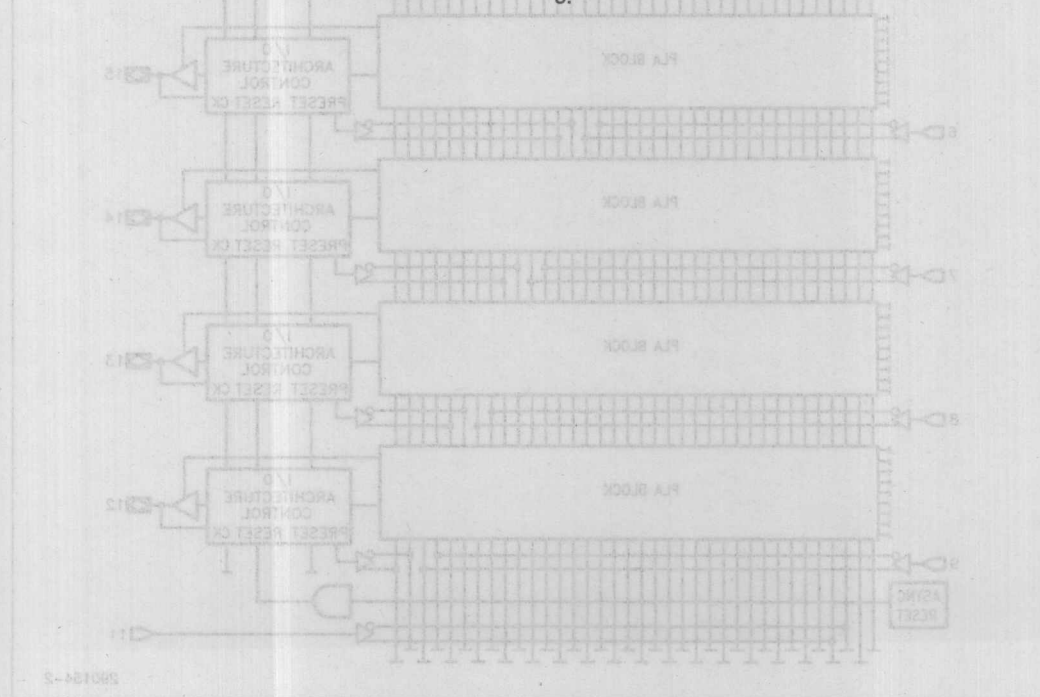 I/O
ARCHITECTURE
CONTROL
PRESET RESET CK
15
PLA BLOCK
6
I/O
ARCHITECTURE
CONTROL
PRESET RESET CK
14
PLA BLOCK
7
I/O
ARCHITECTURE
CONTROL
PRESET RESET CK
13
PLA BLOCK
8
I/O
ARCHITECTURE
CONTROL
PRESET RESET CK
12
PLA BLOCK
9
ASYNC
RESET
11
290154-2